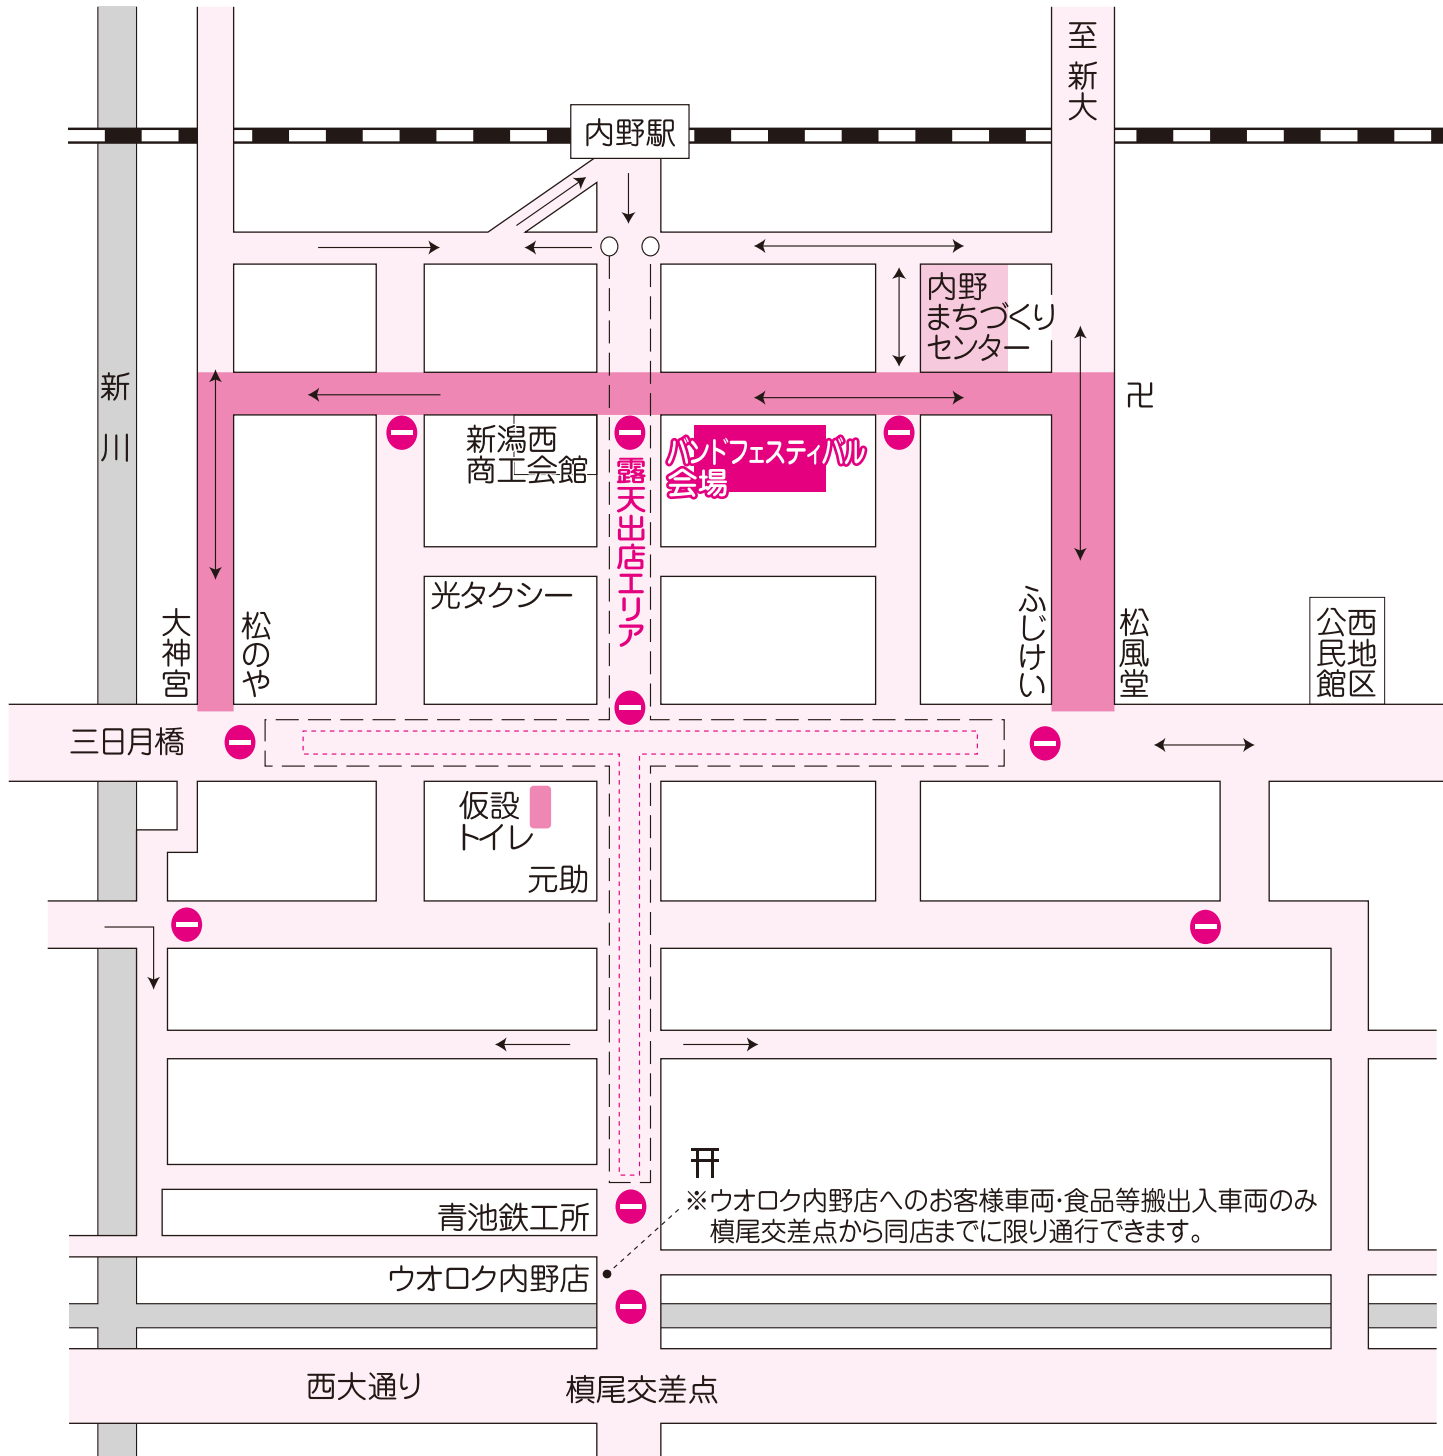 至新大
内野駅
内野
まちづくり
センター
新川
卍
新潟西
商工会館
バンドフェスティバル
会場
露天出店エリア
光タクシー
大神宮
松のや
ふじけい
松風堂
西地区
公民館
三日月橋
仮設
トイレ
元助
※ウオロク内野店へのお客様車両・食品等搬出入車両のみ
槙尾交差点から同店までに限り通行できます。
青池鉄工所
ウオロク内野店
西大通り
槙尾交差点